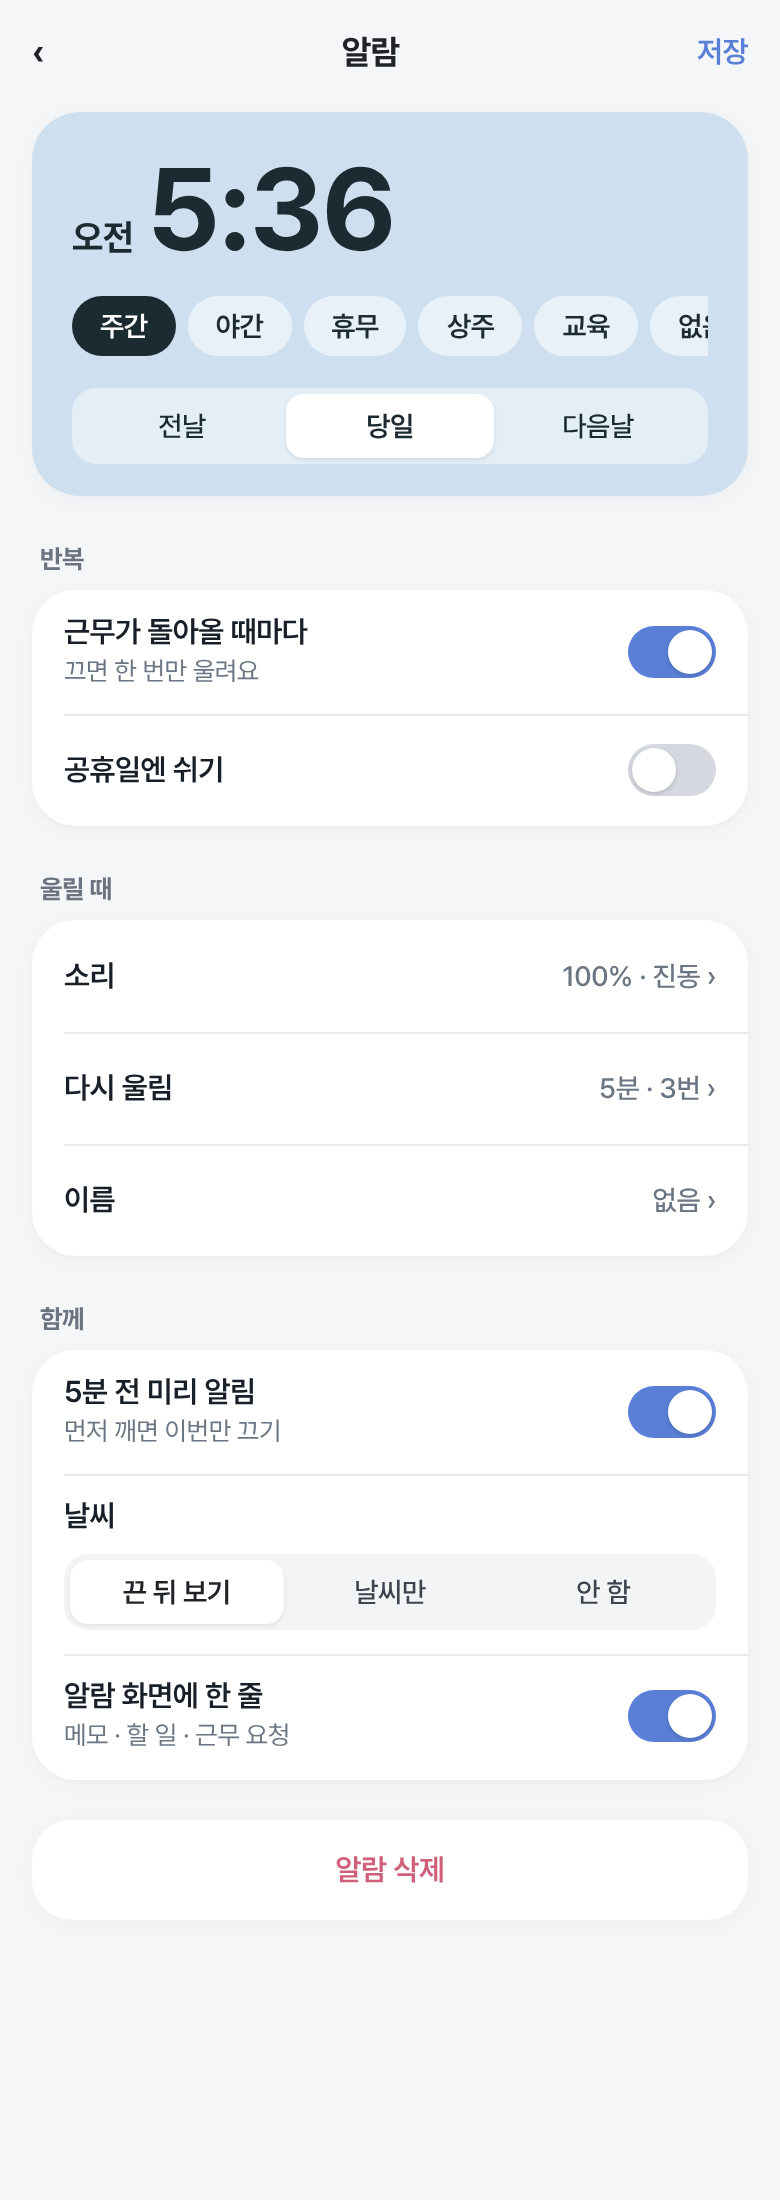 ‹ 알람 저장
오전 5:36
주간 야간 휴무 상주 교육
전날 당일 다음날
반복
근무가 돌아올 때마다
끄면 한 번만 울려요
공휴일엔 쉬기
울릴 때
소리 100% · 진동 ›
다시 울림 5분 · 3번 ›
이름 없음 ›
함께
5분 전 미리 알림
먼저 깨면 이번만 끄기
날씨
끈 뒤 보기 날씨만 안 함
알람 화면에 한 줄
메모 · 할 일 · 근무 요청
알람 삭제